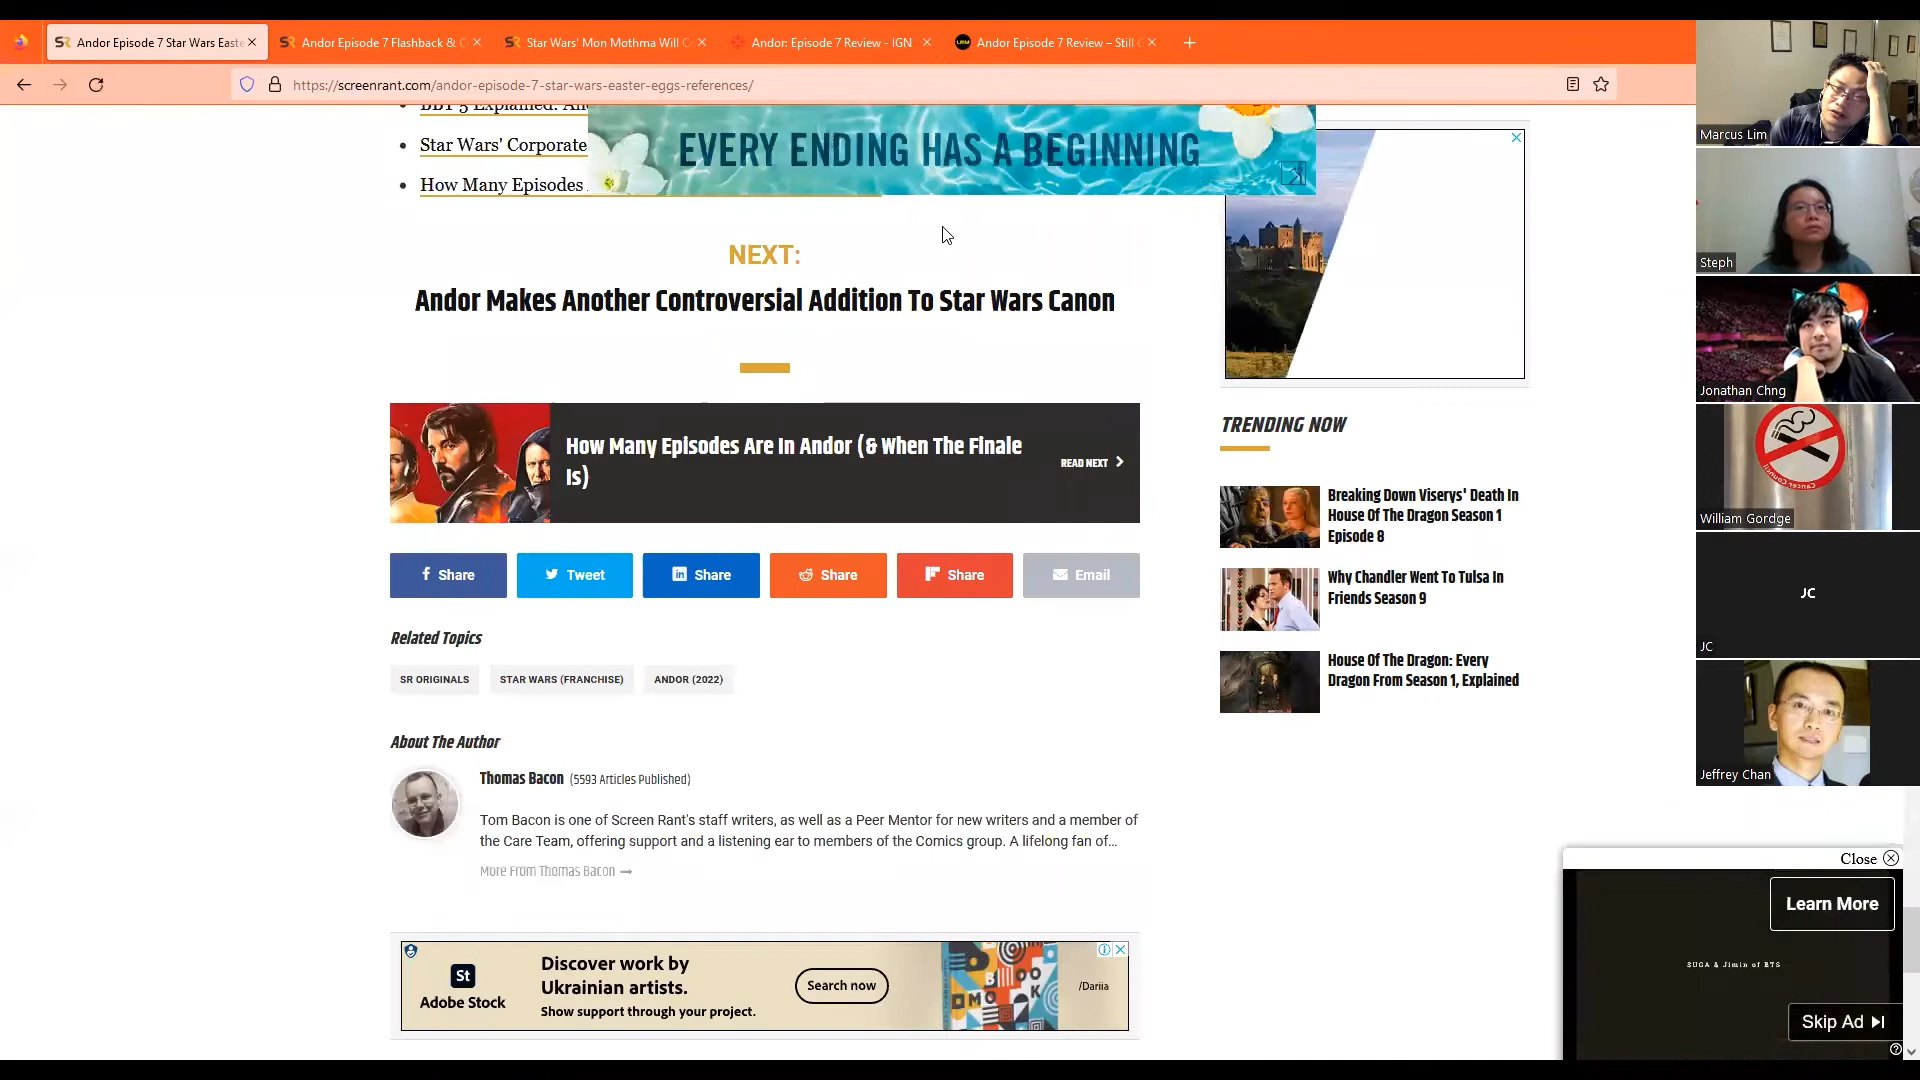 Andor Episode 7 Star Wars Easte
Andor Episode 7 Flashback & C
Star Wars' Mon Mothma Will Co
Andor: Episode 7 Review - IGN
Andor Episode 7 Review – Still G
https://screenrant.com/andor-episode-7-star-wars-easter-eggs-references/
BBY 5 Explained: An
Star Wars' Corporate
How Many Episodes
EVERY ENDING HAS A BEGINNING
NEXT:
Andor Makes Another Controversial Addition To Star Wars Canon
How Many Episodes Are In Andor (& When The Finale
Is)
READ NEXT
Share
Tweet
Share
Share
Share
Email
Related Topics
SR ORIGINALS
STAR WARS (FRANCHISE)
ANDOR (2022)
About The Author
Thomas Bacon (5593 Articles Published)
Tom Bacon is one of Screen Rant's staff writers, as well as a Peer Mentor for new writers and a member of
the Care Team, offering support and a listening ear to members of the Comics group. A lifelong fan of...
More From Thomas Bacon
St
Adobe Stock
Discover work by
Ukrainian artists.
Show support through your project.
Search now
/Dariia
TRENDING NOW
Breaking Down Viserys' Death In
House Of The Dragon Season 1
Episode 8
Why Chandler Went To Tulsa In
Friends Season 9
House Of The Dragon: Every
Dragon From Season 1, Explained
Marcus Lim
Steph
Jonathan Chng
Cancer Council
William Gordge
JC
JC
Jeffrey Chan
Close
Learn More
SUGA & Jimin of BTS
Skip Ad